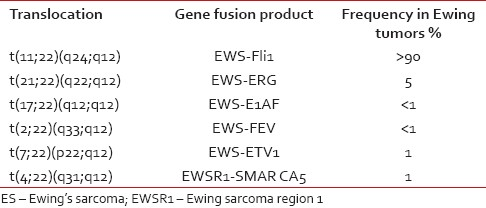 Translocation Gene fusion product Frequency in Ewing
tumors %
t(11;22)(q24;q12) EWS-Fli1 >90
t(21;22)(q22;q12) EWS-ERG 5
t(17;22)(q12;q12) EWS-E1AF <1
t(2;22)(q33;q12) EWS-FEV <1
t(7;22)(p22;q12) EWS-ETV1 1
t(4;22)(q31;q12) EWSR1-SMAR CA5 1
ES – Ewing's sarcoma; EWSR1 – Ewing sarcoma region 1